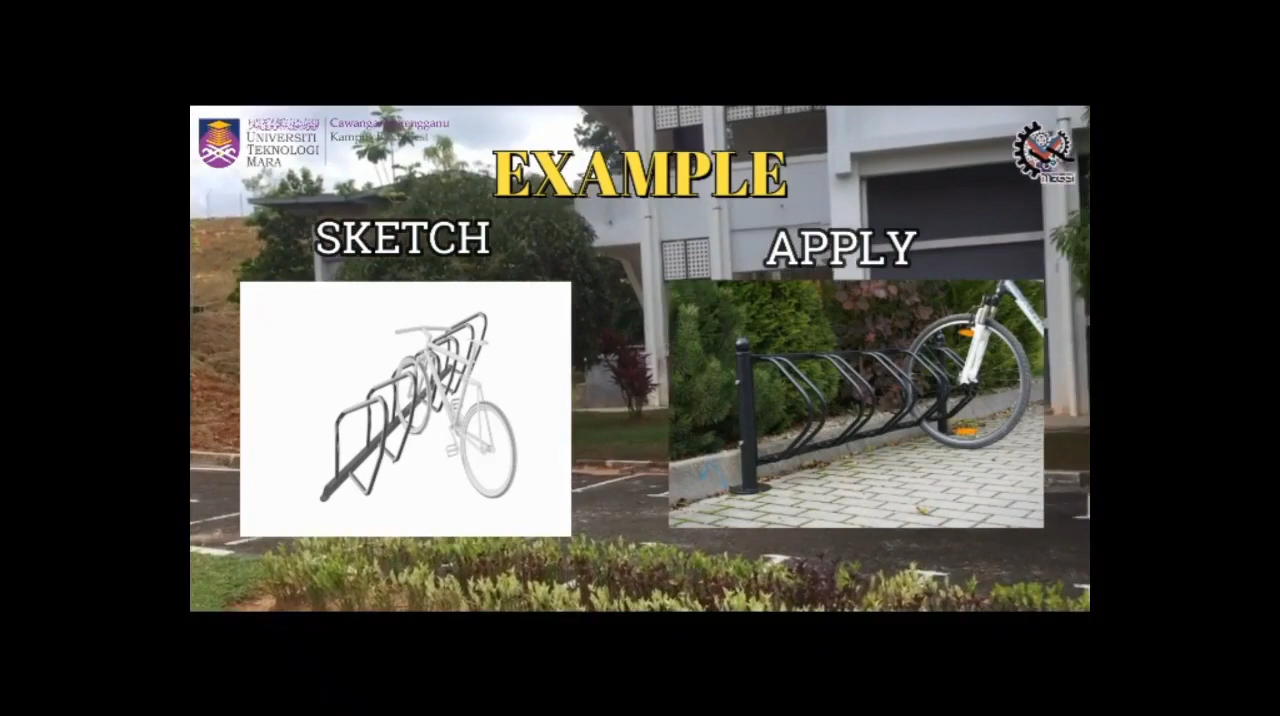 UNIVERSITI
TEKNOLOGI
MARA
EXAMPLE
SKETCH
APPLY